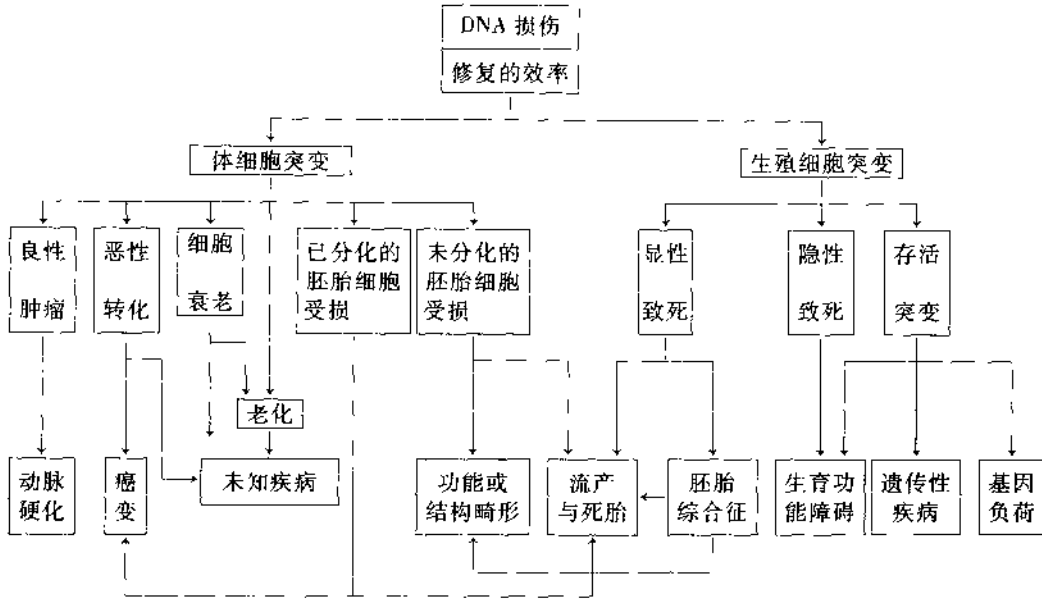 DNA 损伤
修复的效率
体细胞突变
生殖细胞突变
良性
肿瘤
恶性
转化
细胞
衰老
已分化的
胚胎细胞
受损
未分化的
胚胎细胞
受损
显性
致死
隐性
致死
存活
突变
老化
动脉
硬化
癌
变
未知疾病
功能或
结构畸形
流产
与死胎
胚胎
综合征
生育功
能障碍
遗传性
疾病
基因
负荷